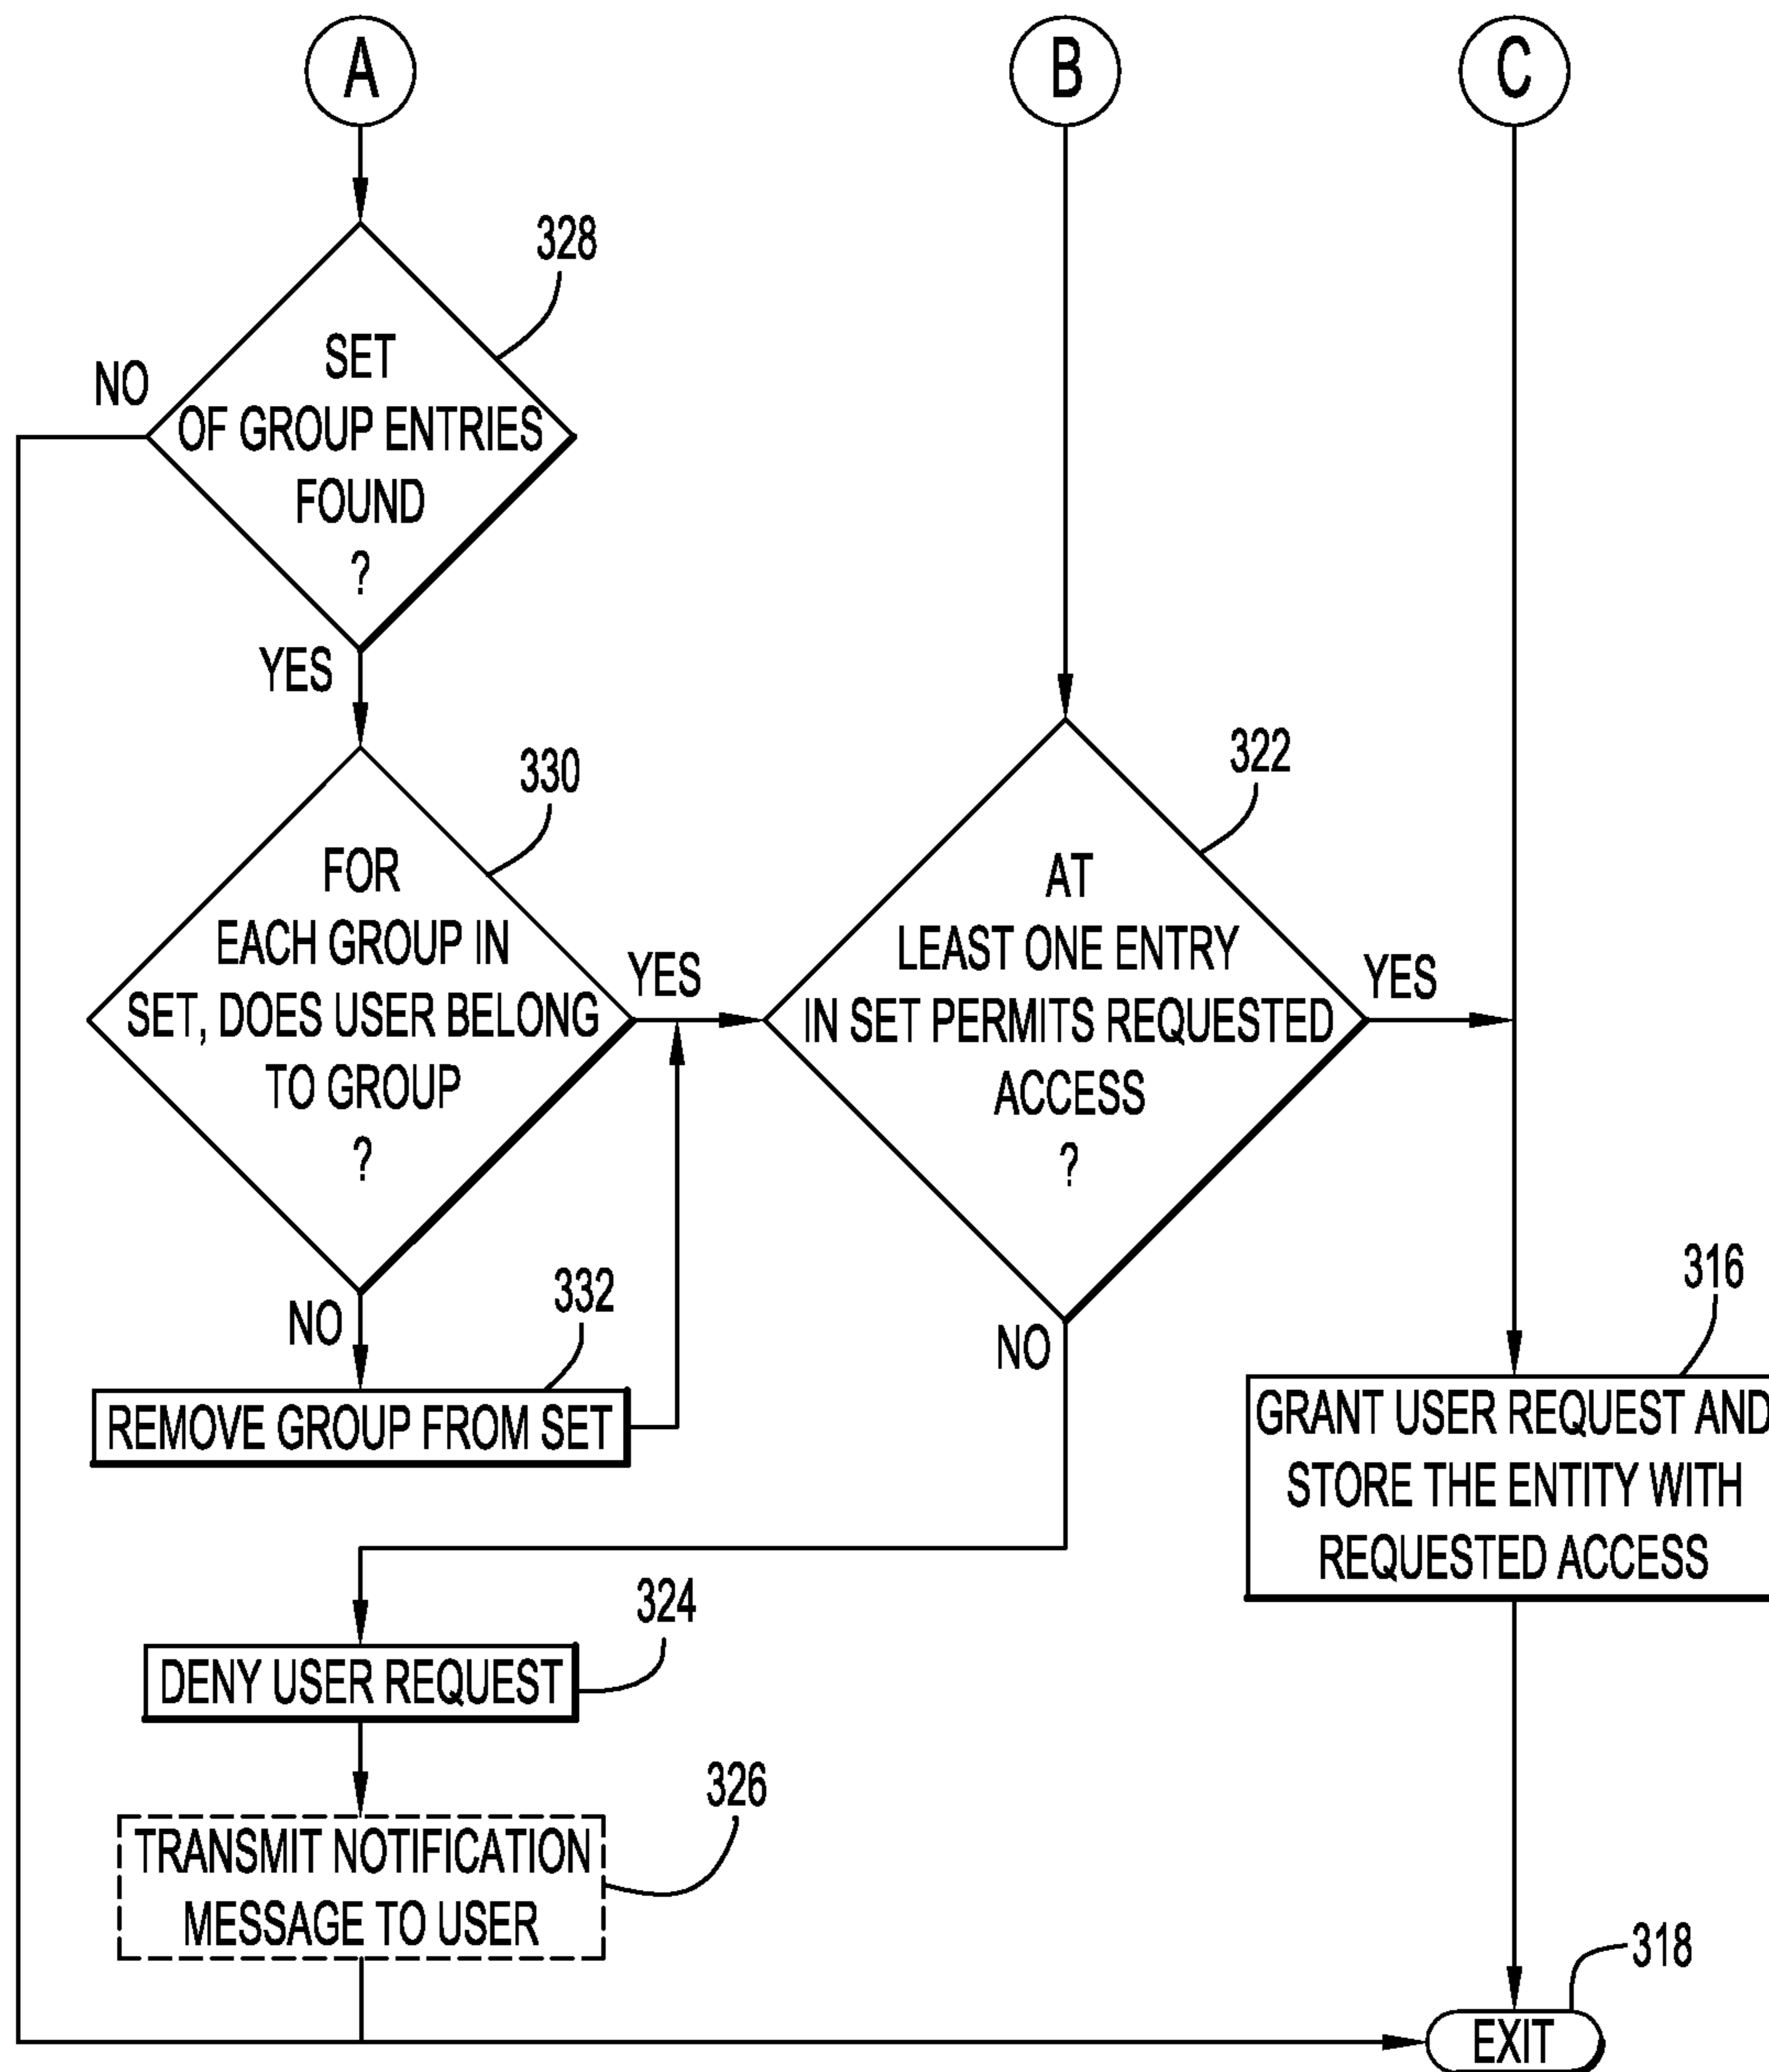 A
B
C
328
SET
OF GROUP ENTRIES
FOUND
?
NO
YES
330
FOR
EACH GROUP IN
SET, DOES USER BELONG
TO GROUP
?
YES
NO
322
AT
LEAST ONE ENTRY
IN SET PERMITS REQUESTED
ACCESS
?
YES
NO
332
REMOVE GROUP FROM SET
316
GRANT USER REQUEST AND
STORE THE ENTITY WITH
REQUESTED ACCESS
324
DENY USER REQUEST
326
TRANSMIT NOTIFICATION
MESSAGE TO USER
318
EXIT